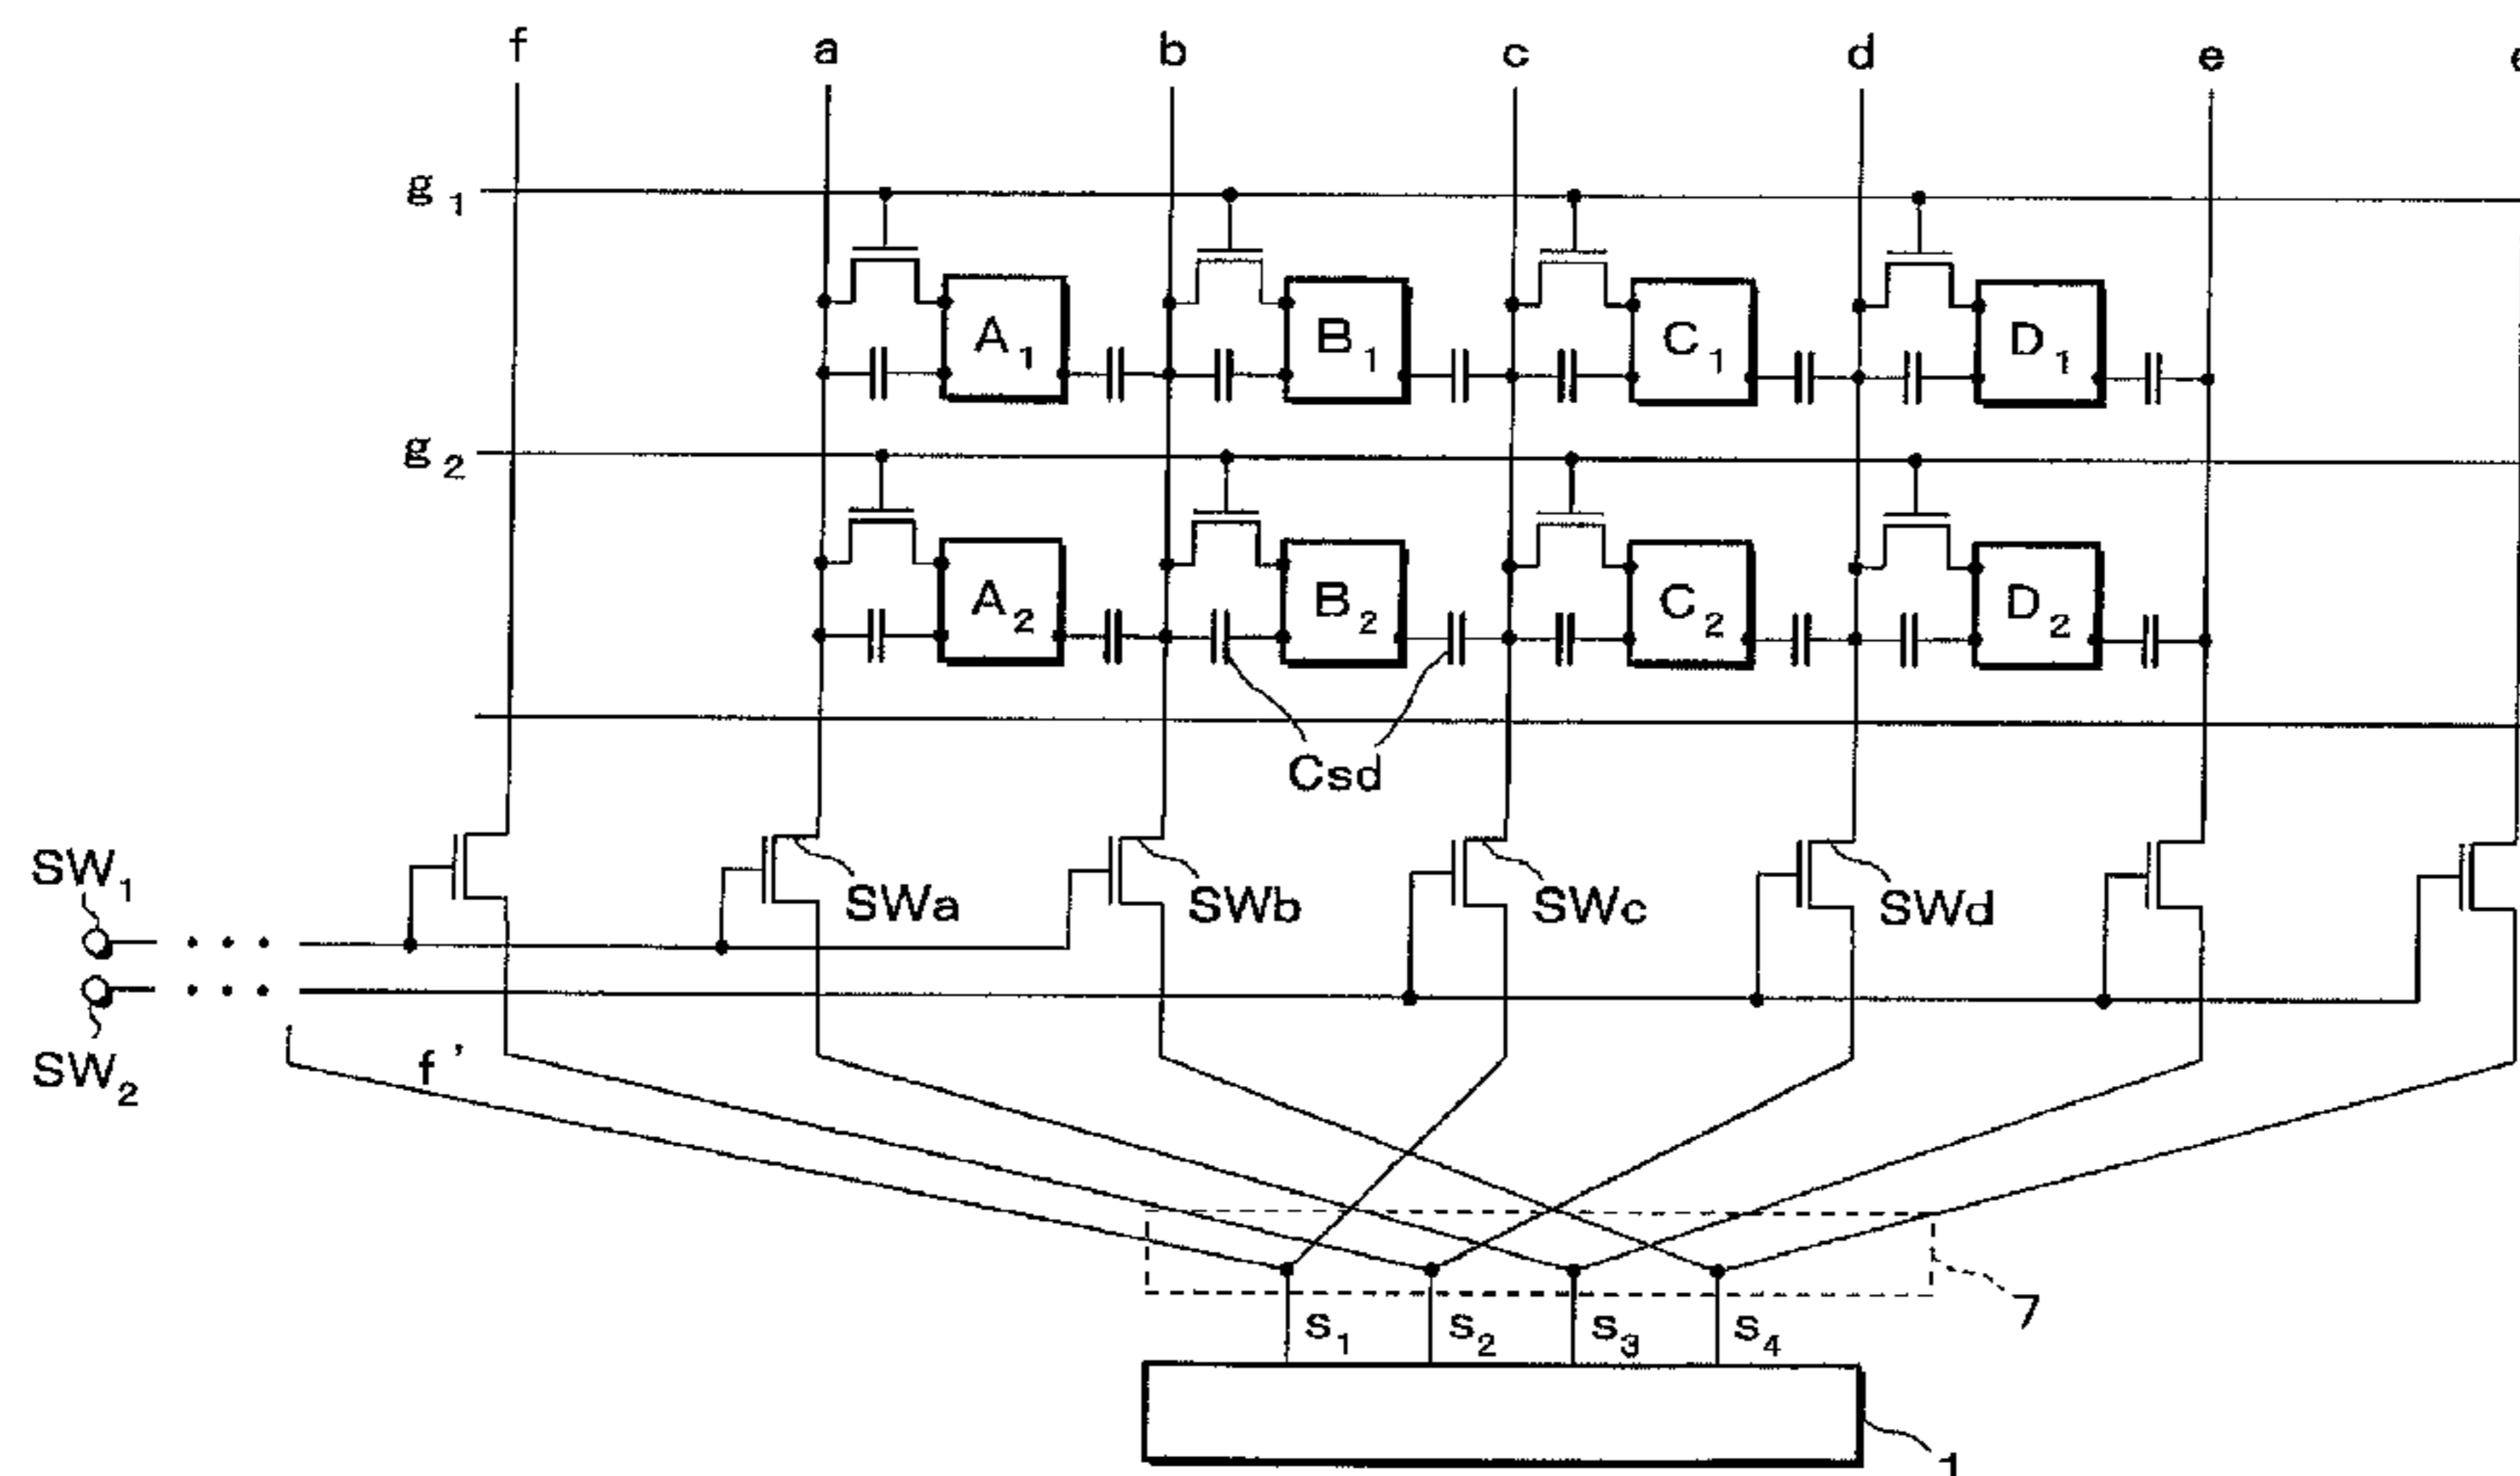 f a b c d e
g1
A1 B1 C1 D1
g2
A2 B2 C2 D2
Csd
SW1
SWa SWb SWc SWd
SW2
f'
7
s1 s2 s3 s4
1